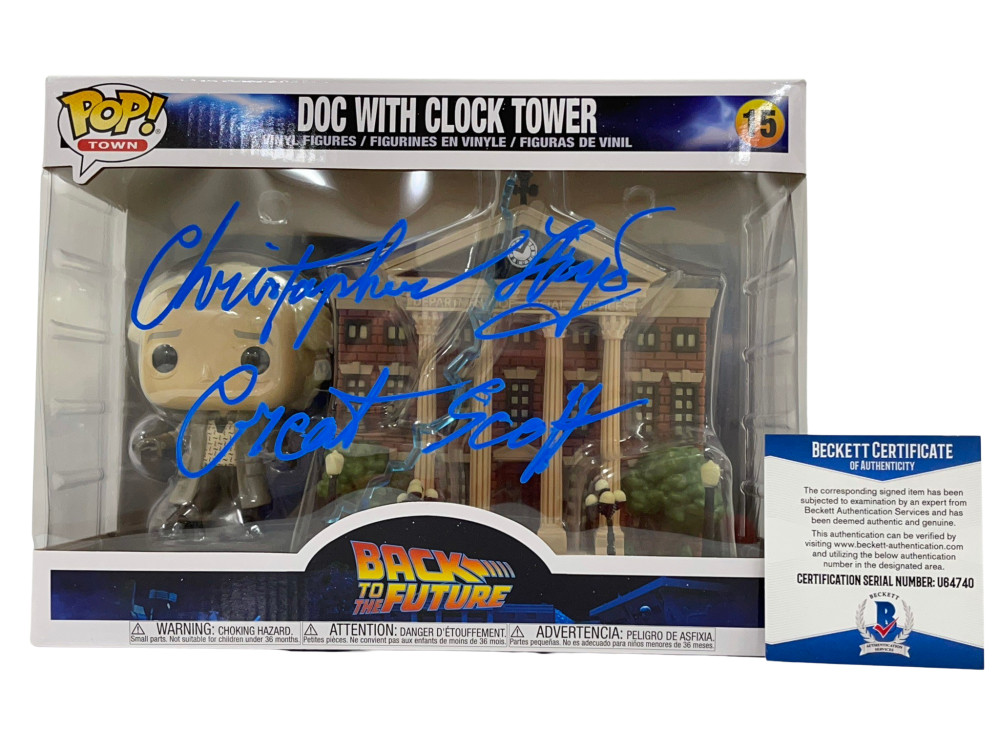 POP!
TOWN
DOC WITH CLOCK TOWER
VINYL FIGURES / FIGURINES EN VINYLE / FIGURAS DE VINIL
15
Christopher Lloyd
Great Scott
BACK
TO THE FUTURE
WARNING: CHOKING HAZARD.
Small parts. Not suitable for children under 36 months.
ATTENTION: DANGER D'ÉTOUFFEMENT.
Petites pièces. Ne convient pas aux enfants de moins de 36 mois.
ADVERTENCIA: PELIGRO DE ASFIXIA.
Partes pequeñas. No es adecuado para niños menores de 36 meses.
BECKETT CERTIFICATE
OF AUTHENTICITY
The corresponding signed item has been
subjected to examination by an expert from
Beckett Authentication Services and has
been deemed authentic and genuine.
This authentication can be verified by
visiting www.beckett-authentication.com
and utilizing the below authentication
number in the designated area.
CERTIFICATION SERIAL NUMBER: U64740
BECKETT
B
AUTHENTICATION
SERVICES